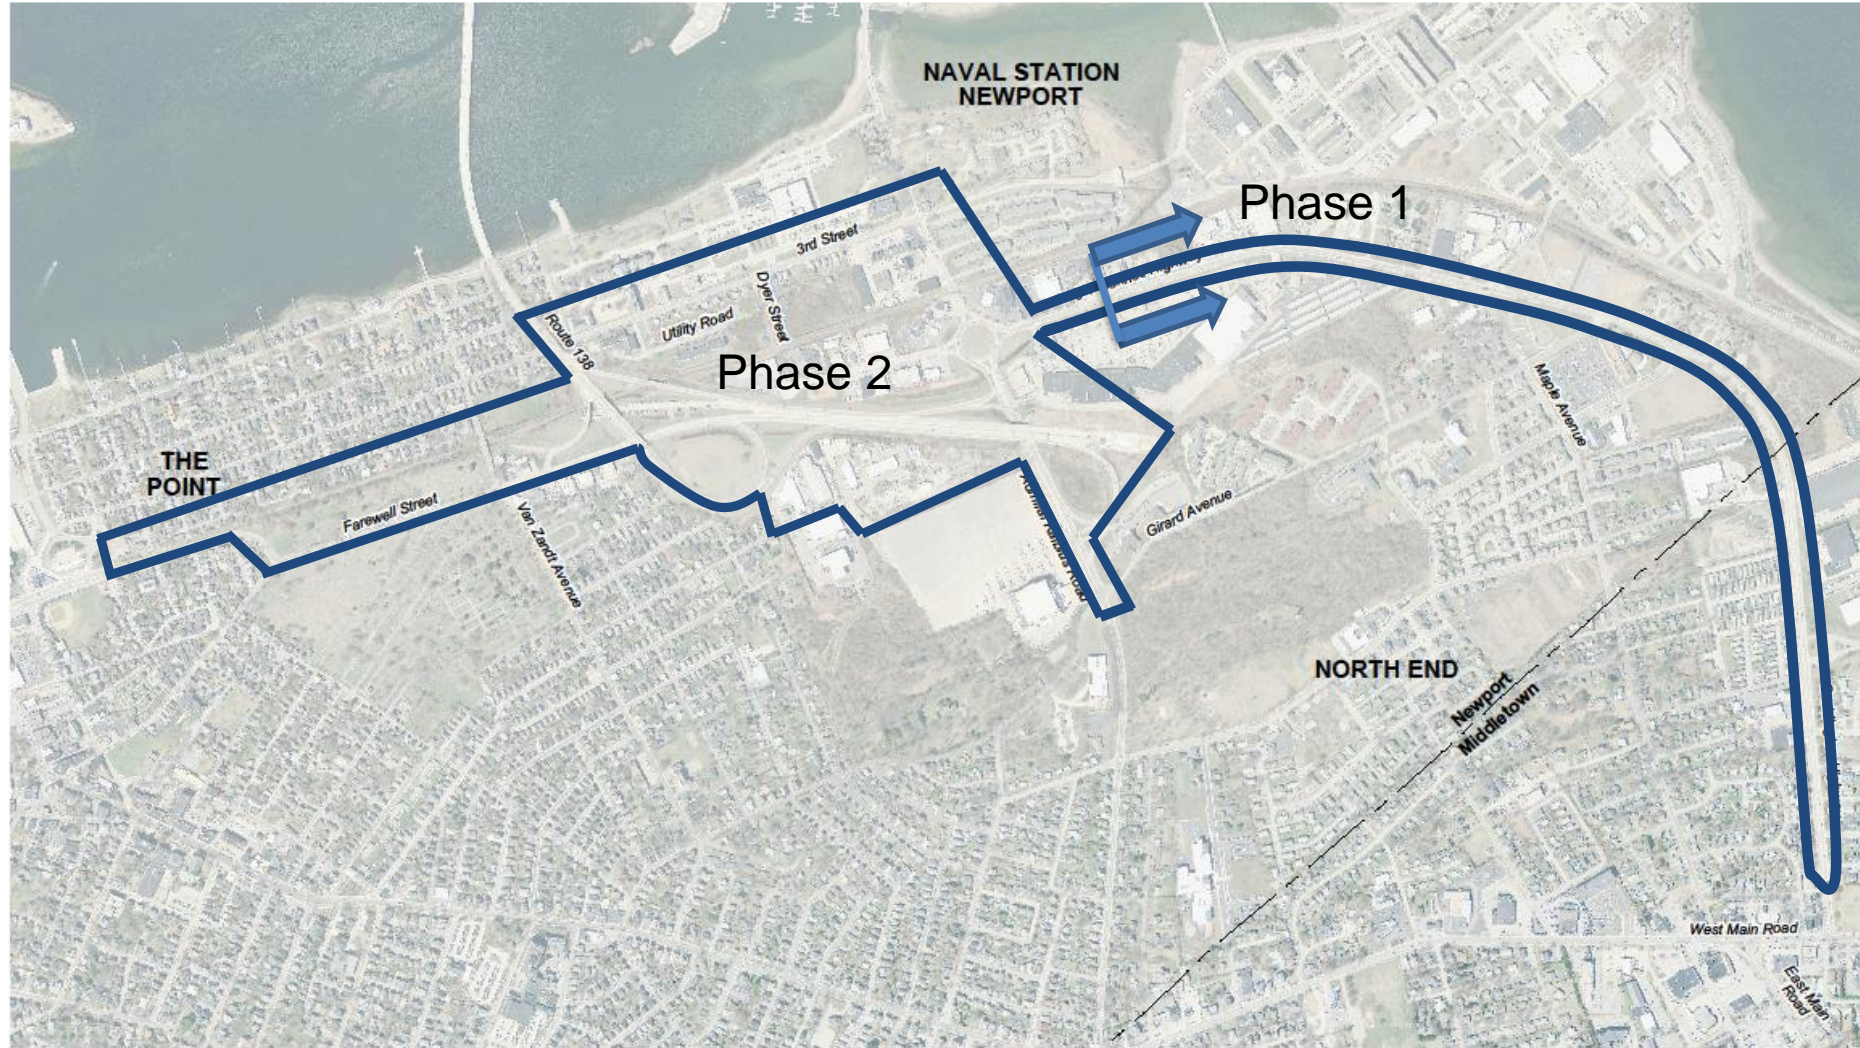 NAVAL STATION
NEWPORT
Phase 1
3rd Street
Dyer Street
Utility Road
Route 138
Phase 2
Maple Avenue
THE
POINT
Farewell Street
Van Zandt Avenue
Girard Avenue
Road
NORTH END
Newport
Middletown
West Main Road
East Main
Road